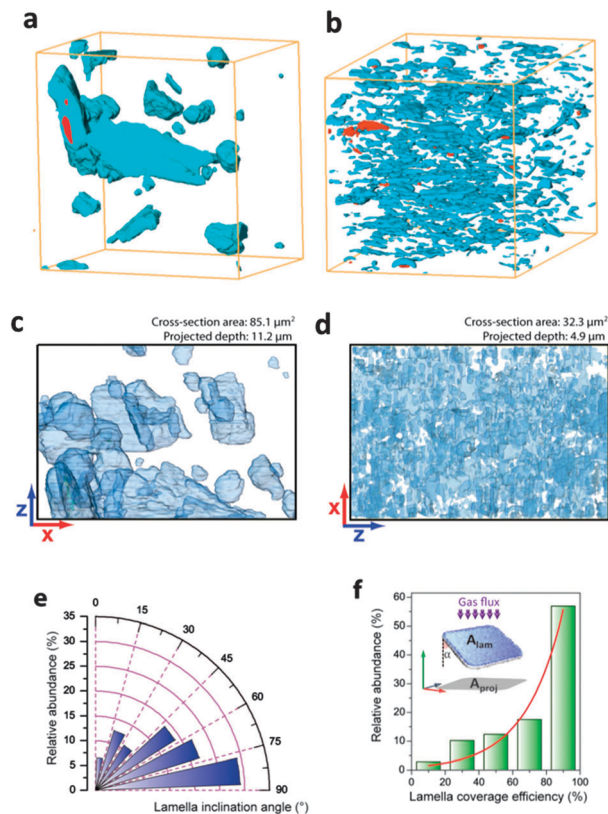 a
b
c
Cross-section area: 85.1 μm²
Projected depth: 11.2 μm
d
Cross-section area: 32.3 μm²
Projected depth: 4.9 μm
z
x
x
z
e
Relative abundance (%)
35
30
25
20
15
10
5
0
0
15
30
45
60
75
90
Lamella inclination angle (°)
f
Relative abundance (%)
60
50
40
30
20
10
0
Gas flux
Alam
α
Aproj
0 20 40 60 80 100
Lamella coverage efficiency (%)